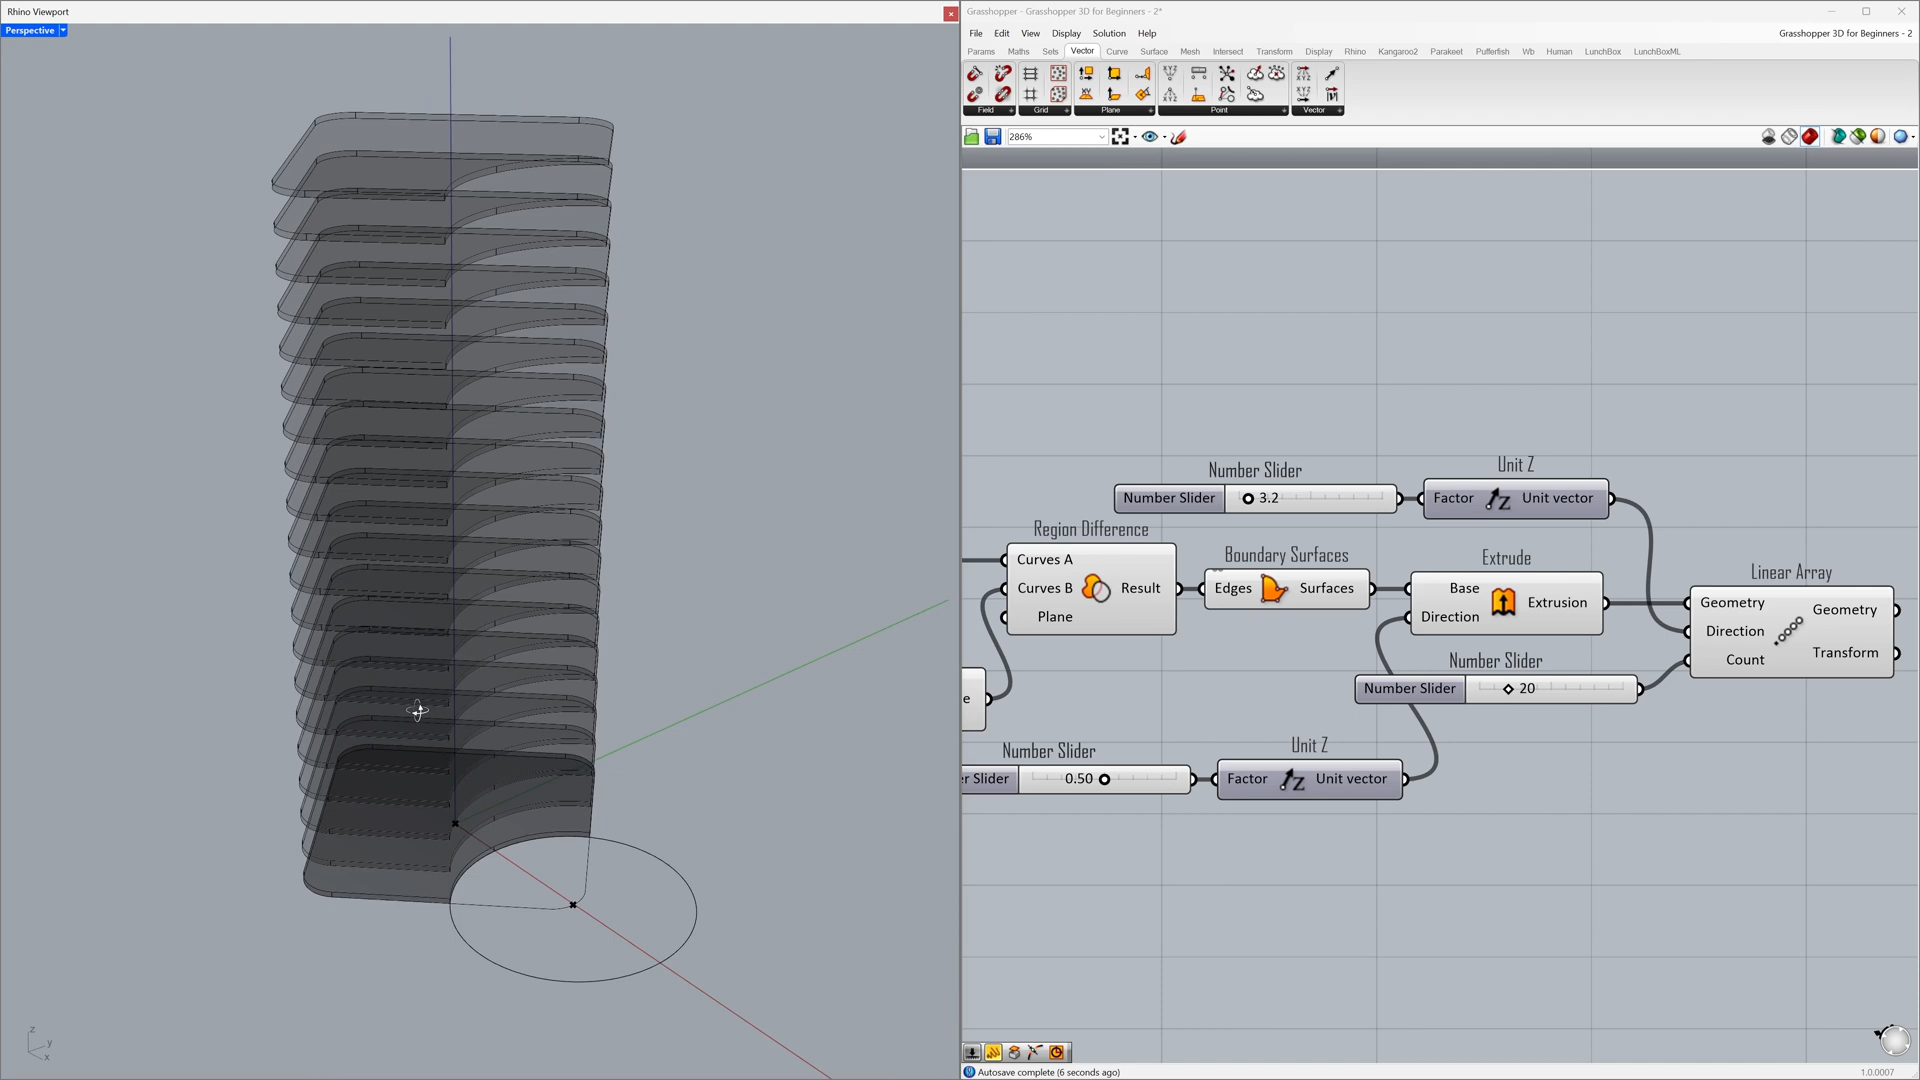 Rhino Viewport
Perspective
z
y
x
Grasshopper - Grasshopper 3D for Beginners - 2*
File Edit View Display Solution Help
Grasshopper 3D for Beginners - 2
Params Maths Sets Vector Curve Surface Mesh Intersect Transform Display Rhino Kangaroo2 Parakeet Pufferfish Wb Human LunchBox LunchBoxML
Field Grid Plane Point Vector
286%
Number Slider
Number Slider 3.2
Unit Z
Factor Unit vector
Region Difference
Curves A
Curves B
Plane
Result
Boundary Surfaces
Edges Surfaces
Extrude
Base
Direction
Extrusion
Linear Array
Geometry
Direction
Count
Geometry
Transform
Number Slider
Number Slider 20
e
Number Slider
er Slider 0.50
Unit Z
Factor Unit vector
Autosave complete (6 seconds ago)
1.0.0007